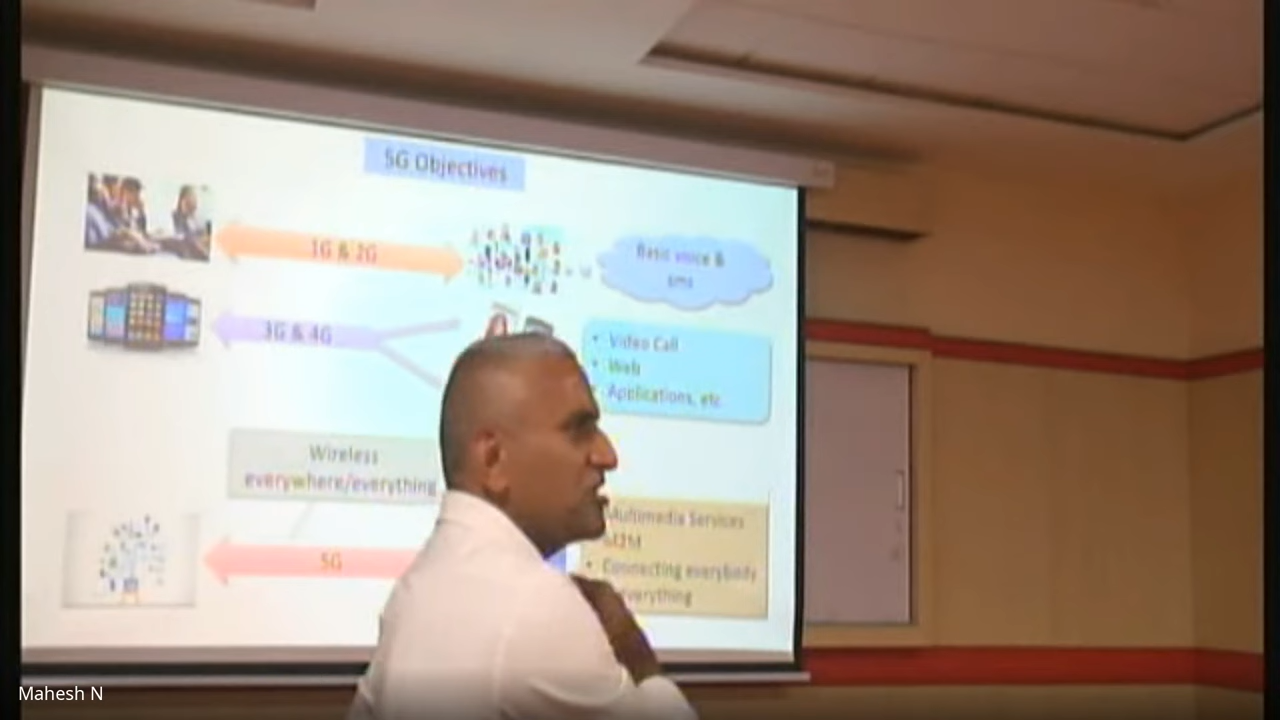 5G Objectives
1G & 2G
Basic voice &
sms
3G & 4G
• Video Call
• Web
• Applications, etc
Wireless
everywhere/everything
5G
Multimedia Services
M2M
• Connecting everybody
everything
Mahesh N